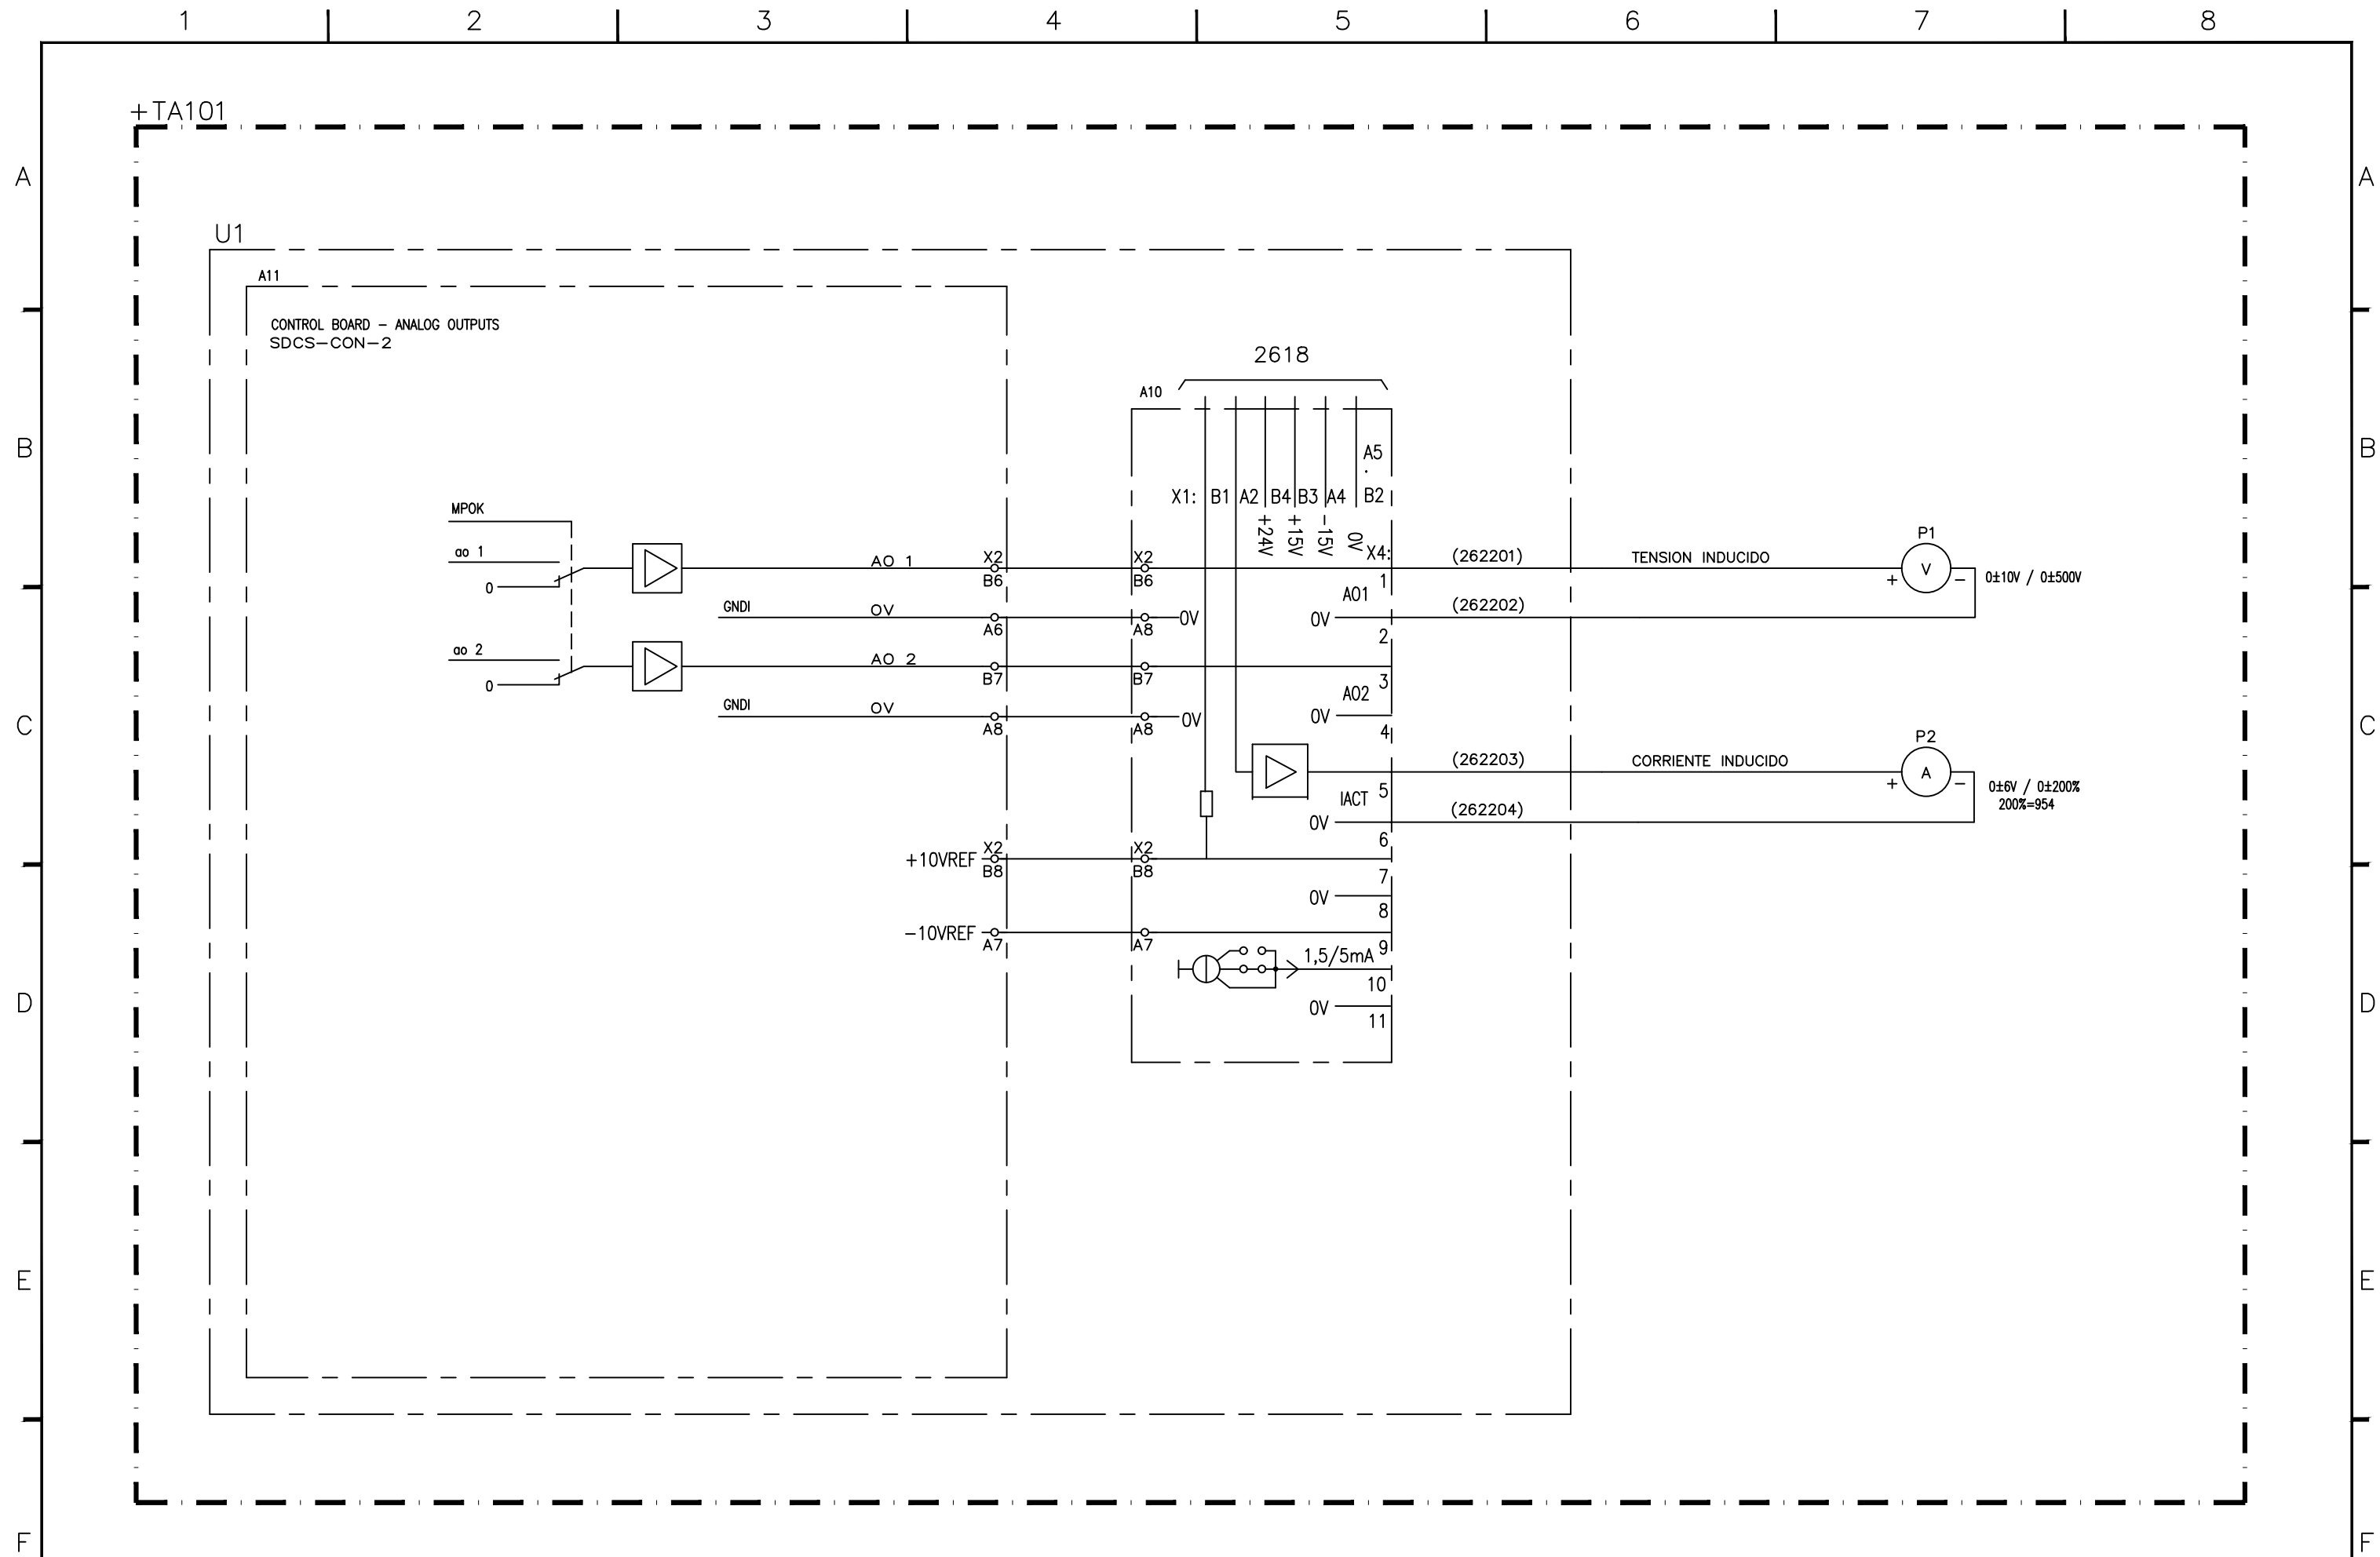 1 2 3 4 5 6 7 8
+TA101
A A
U1
A11
CONTROL BOARD - ANALOG OUTPUTS
SDCS-CON-2
2618
A10
B B
A5
.
X1: B1 A2 B4 B3 A4 B2
+24V +15V -15V 0V
MPOK
X4:
ao 1
AO 1 X2 X2 (262201) TENSION INDUCIDO P1
B6 B6 1
V
+ -
0±10V / 0±500V
0
AO1
GNDI 0V 0V 0V (262202)
A6 A8 2
ao 2
AO 2
B7 B7 3
0
AO2
GNDI 0V 0V 0V
A8 A8 4
C C
P2
(262203) CORRIENTE INDUCIDO
A
+ -
5
IACT
0±6V / 0±200%
200%=954
0V (262204)
6
+10VREF X2 X2
B8 B8 7
0V
8
-10VREF
A7 A7 9
1,5/5mA
10
0V
11
D D
E E
F F